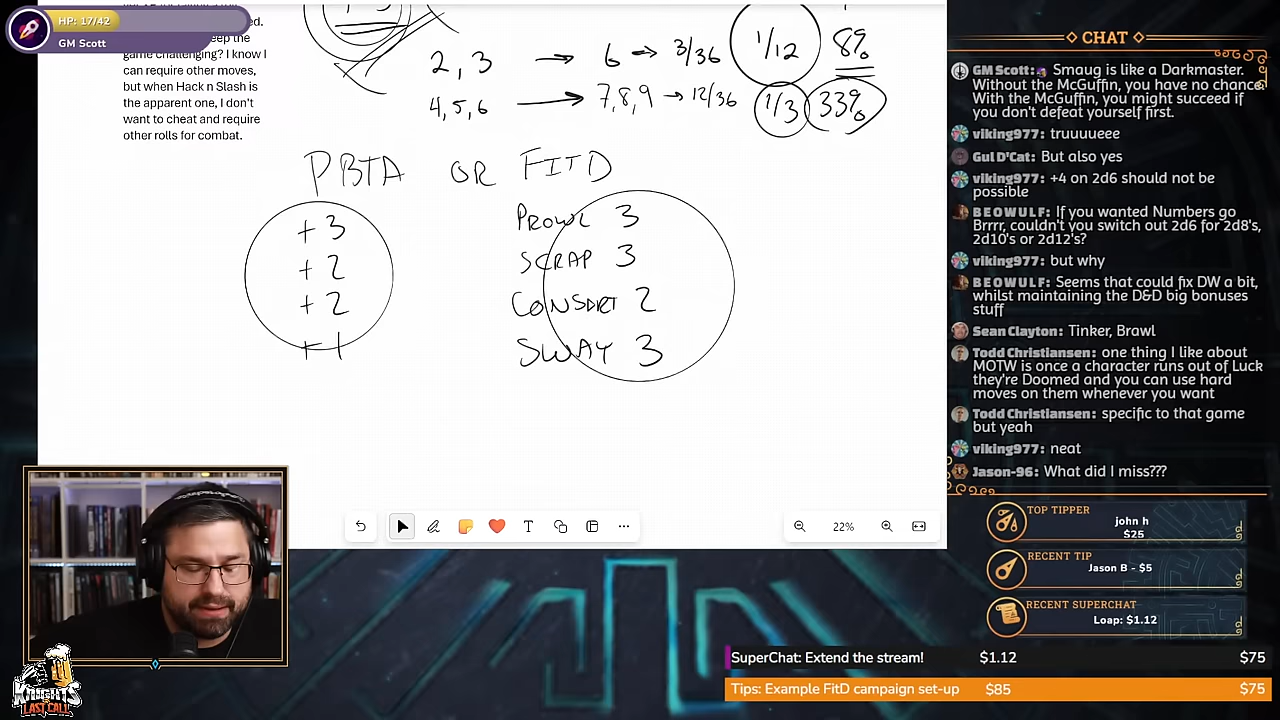 HP: 17/42
GM Scott
ed.
eep the
game challenging? I know I
can require other moves,
but when Hack n Slash is
the apparent one, I don't
want to cheat and require
other rolls for combat.
2, 3 → 6 → 3/36 1/12 8%
4, 5, 6 → 7, 8, 9 → 12/36 1/3 33%
PBTA OR FITD
+3
+2
+2
+1
PROWL 3
SCRAP 3
CONSORT 2
SWAY 3
22%
CHAT
GM Scott: Smaug is like a Darkmaster.
Without the McGuffin, you have no chance.
With the McGuffin, you might succeed if
you don't defeat yourself first.
viking977: truuuueee
Gul D'Cat: But also yes
viking977: +4 on 2d6 should not be
possible
BEOWULF: If you wanted Numbers go
Brrrr, couldn't you switch out 2d6 for 2d8's,
2d10's or 2d12's?
viking977: but why
BEOWULF: Seems that could fix DW a bit,
whilst maintaining the D&D big bonuses
stuff
Sean Clayton: Tinker, Brawl
Todd Christiansen: one thing I like about
MOTW is once a character runs out of Luck
they're Doomed and you can use hard
moves on them whenever you want
Todd Christiansen: specific to that game
but yeah
viking977: neat
Jason-96: What did I miss???
TOP TIPPER
john h
$25
RECENT TIP
Jason B - $5
RECENT SUPERCHAT
Loap: $1.12
SuperChat: Extend the stream! $1.12 $75
Tips: Example FitD campaign set-up $85 $75
KNIGHTS
LAST CALL